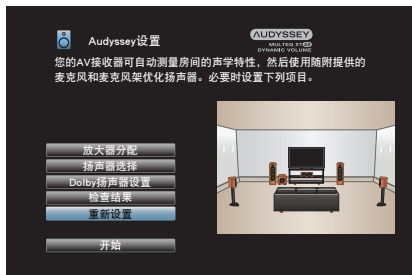 Audyssey设置
AUDYSSEY
MULTEQ XT32
DYNAMIC VOLUME
您的AV接收器可自动测量房间的声学特性，然后使用随附提供的
麦克风和麦克风架优化扬声器。必要时设置下列项目。
放大器分配
扬声器选择
Dolby扬声器设置
检查结果
重新设置
开始